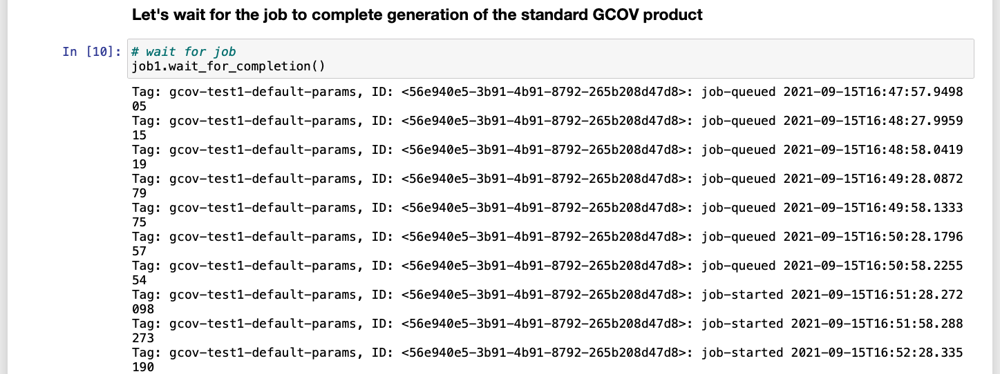 Let's wait for the job to complete generation of the standard GCOV product
In [10]: # wait for job
job1.wait_for_completion()
Tag: gcov-test1-default-params, ID: <56e940e5-3b91-4b91-8792-265b208d47d8>: job-queued 2021-09-15T16:47:57.9498
05
Tag: gcov-test1-default-params, ID: <56e940e5-3b91-4b91-8792-265b208d47d8>: job-queued 2021-09-15T16:48:27.9959
15
Tag: gcov-test1-default-params, ID: <56e940e5-3b91-4b91-8792-265b208d47d8>: job-queued 2021-09-15T16:48:58.0419
19
Tag: gcov-test1-default-params, ID: <56e940e5-3b91-4b91-8792-265b208d47d8>: job-queued 2021-09-15T16:49:28.0872
79
Tag: gcov-test1-default-params, ID: <56e940e5-3b91-4b91-8792-265b208d47d8>: job-queued 2021-09-15T16:49:58.1333
75
Tag: gcov-test1-default-params, ID: <56e940e5-3b91-4b91-8792-265b208d47d8>: job-queued 2021-09-15T16:50:28.1796
57
Tag: gcov-test1-default-params, ID: <56e940e5-3b91-4b91-8792-265b208d47d8>: job-queued 2021-09-15T16:50:58.2255
54
Tag: gcov-test1-default-params, ID: <56e940e5-3b91-4b91-8792-265b208d47d8>: job-started 2021-09-15T16:51:28.272
098
Tag: gcov-test1-default-params, ID: <56e940e5-3b91-4b91-8792-265b208d47d8>: job-started 2021-09-15T16:51:58.288
273
Tag: gcov-test1-default-params, ID: <56e940e5-3b91-4b91-8792-265b208d47d8>: job-started 2021-09-15T16:52:28.335
190